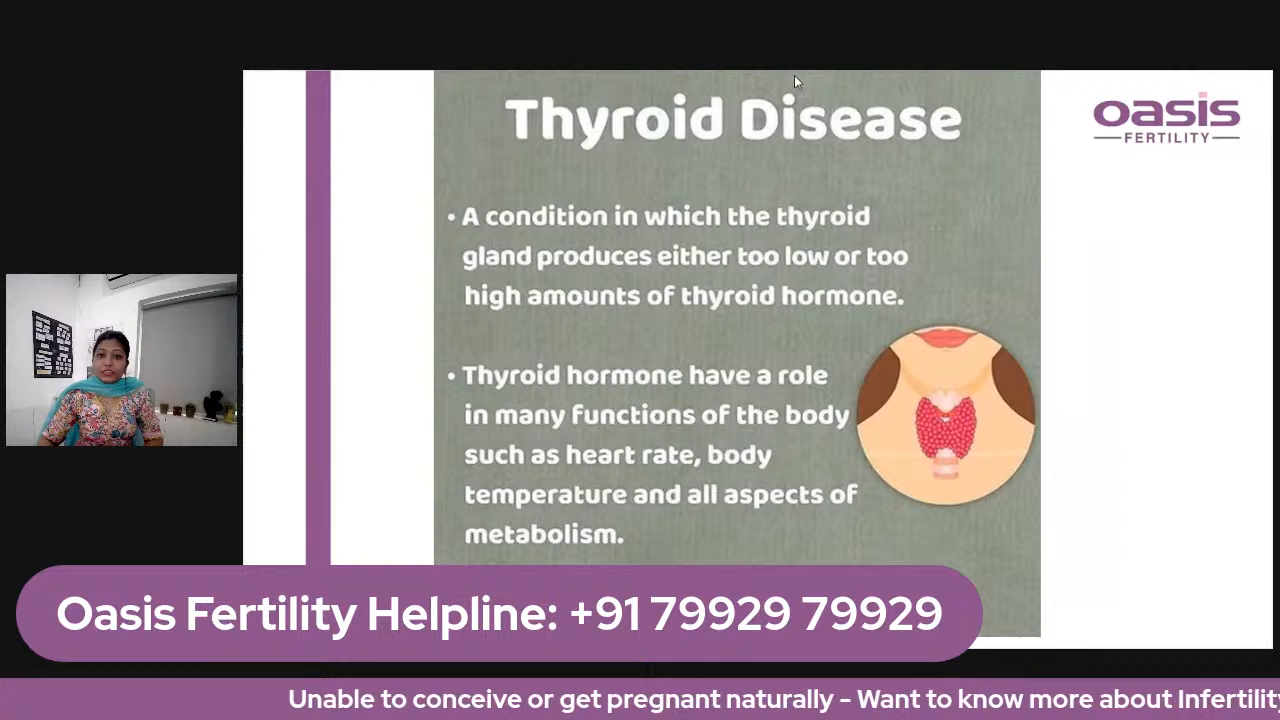 Thyroid Disease
oasis
FERTILITY
• A condition in which the thyroid
gland produces either too low or too
high amounts of thyroid hormone.
• Thyroid hormone have a role
in many functions of the body
such as heart rate, body
temperature and all aspects of
metabolism.
Oasis Fertility Helpline: +91 79929 79929
Unable to conceive or get pregnant naturally - Want to know more about Infertility